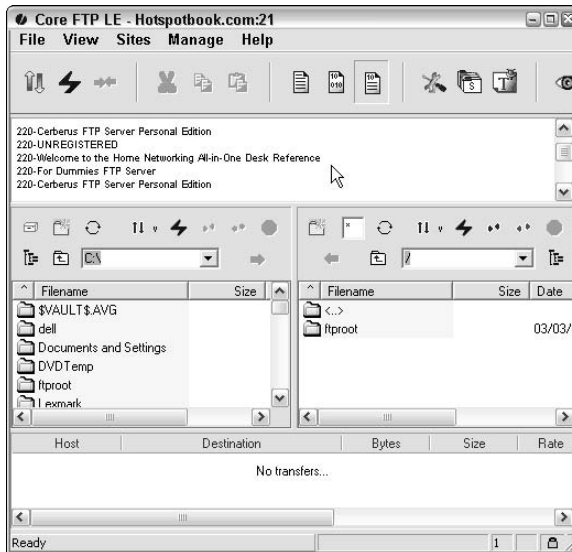 Core FTP LE - Hotspotbook.com:21
File View Sites Manage Help
220-Cerberus FTP Server Personal Edition
220-UNREGISTERED
220-Welcome to the Home Networking All-in-One Desk Reference
220-For Dummies FTP Server
220-Cerberus FTP Server Personal Edition
C:\
/
Filename Size
$VAULT$.AVG
dell
Documents and Settings
DVDTemp
ftproot
Lexmark
Filename Size Date
<..>
ftproot 03/03/
Host Destination Bytes Size Rate
No transfers...
Ready 1